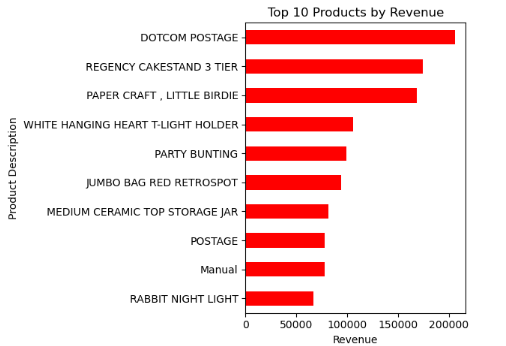 Top 10 Products by Revenue
DOTCOM POSTAGE
REGENCY CAKESTAND 3 TIER
PAPER CRAFT , LITTLE BIRDIE
WHITE HANGING HEART T-LIGHT HOLDER
PARTY BUNTING
JUMBO BAG RED RETROSPOT
MEDIUM CERAMIC TOP STORAGE JAR
POSTAGE
Manual
RABBIT NIGHT LIGHT
Product Description
0 50000 100000 150000 200000
Revenue